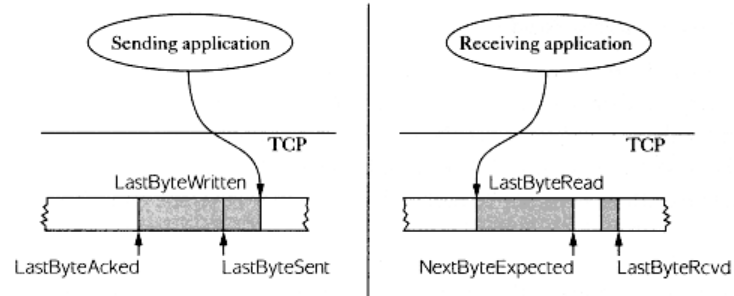 Sending application
TCP
LastByteWritten
LastByteAcked
LastByteSent
Receiving application
TCP
LastByteRead
NextByteExpected
LastByteRcvd